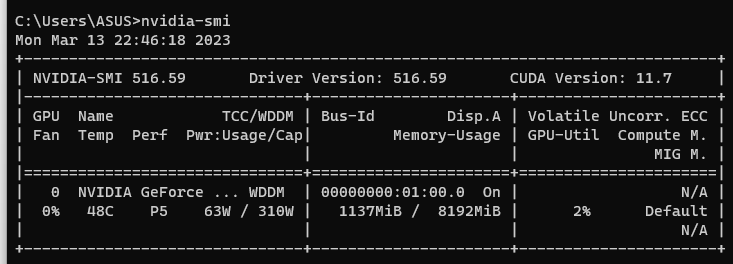 C:\Users\ASUS>nvidia-smi
Mon Mar 13 22:46:18 2023
+-----------------------------------------------------------------------------+
| NVIDIA-SMI 516.59       Driver Version: 516.59       CUDA Version: 11.7     |
|-------------------------------+----------------------+----------------------+
| GPU  Name            TCC/WDDM | Bus-Id        Disp.A | Volatile Uncorr. ECC |
| Fan  Temp  Perf  Pwr:Usage/Cap|         Memory-Usage | GPU-Util  Compute M. |
|                               |                      |               MIG M. |
|===============================+======================+======================|
|   0  NVIDIA GeForce ... WDDM  | 00000000:01:00.0  On |                  N/A |
|  0%   48C    P5    63W / 310W |   1137MiB /  8192MiB |      2%      Default |
|                               |                      |                  N/A |
+-------------------------------+----------------------+----------------------+